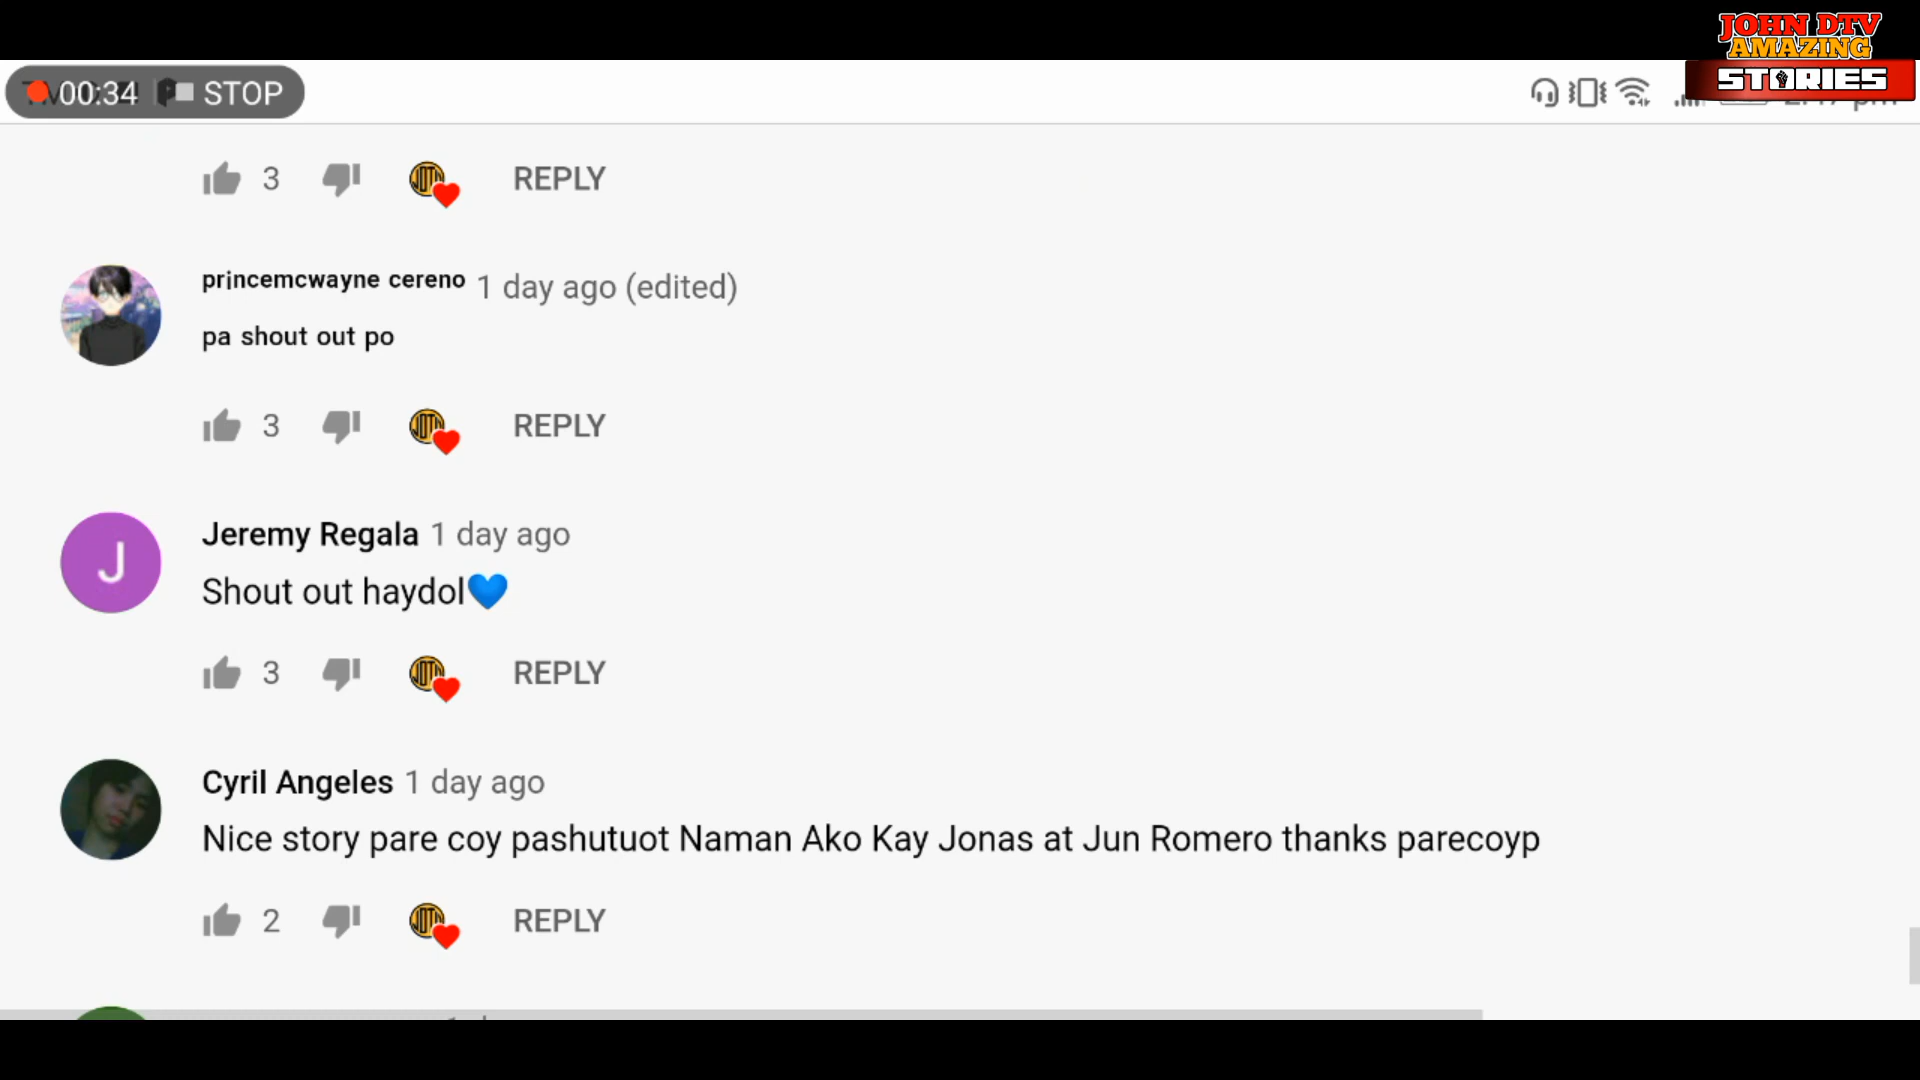 JOHN DTV
AMAZING
STORIES
00:34 STOP
3 REPLY
princemcwayne cereno 1 day ago (edited)
pa shout out po
3 REPLY
Jeremy Regala 1 day ago
J
Shout out haydol💙
3 REPLY
Cyril Angeles 1 day ago
Nice story pare coy pashutuot Naman Ako Kay Jonas at Jun Romero thanks parecoyp
2 REPLY